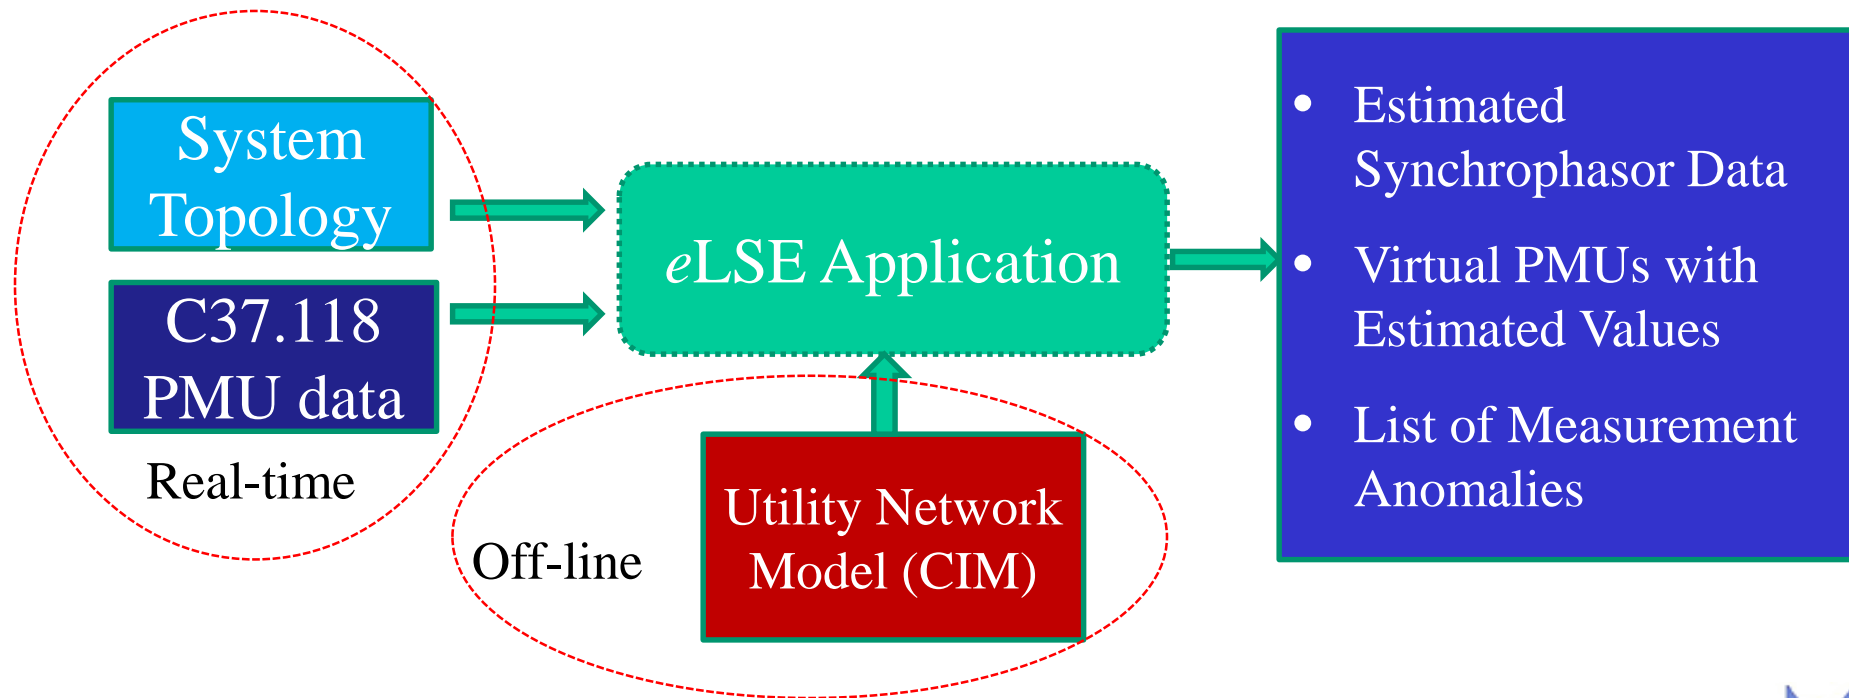 System
Topology
C37.118
PMU data
Real-time
eLSE Application
Utility Network
Model (CIM)
Off-line
• Estimated
Synchrophasor Data
• Virtual PMUs with
Estimated Values
• List of Measurement
Anomalies